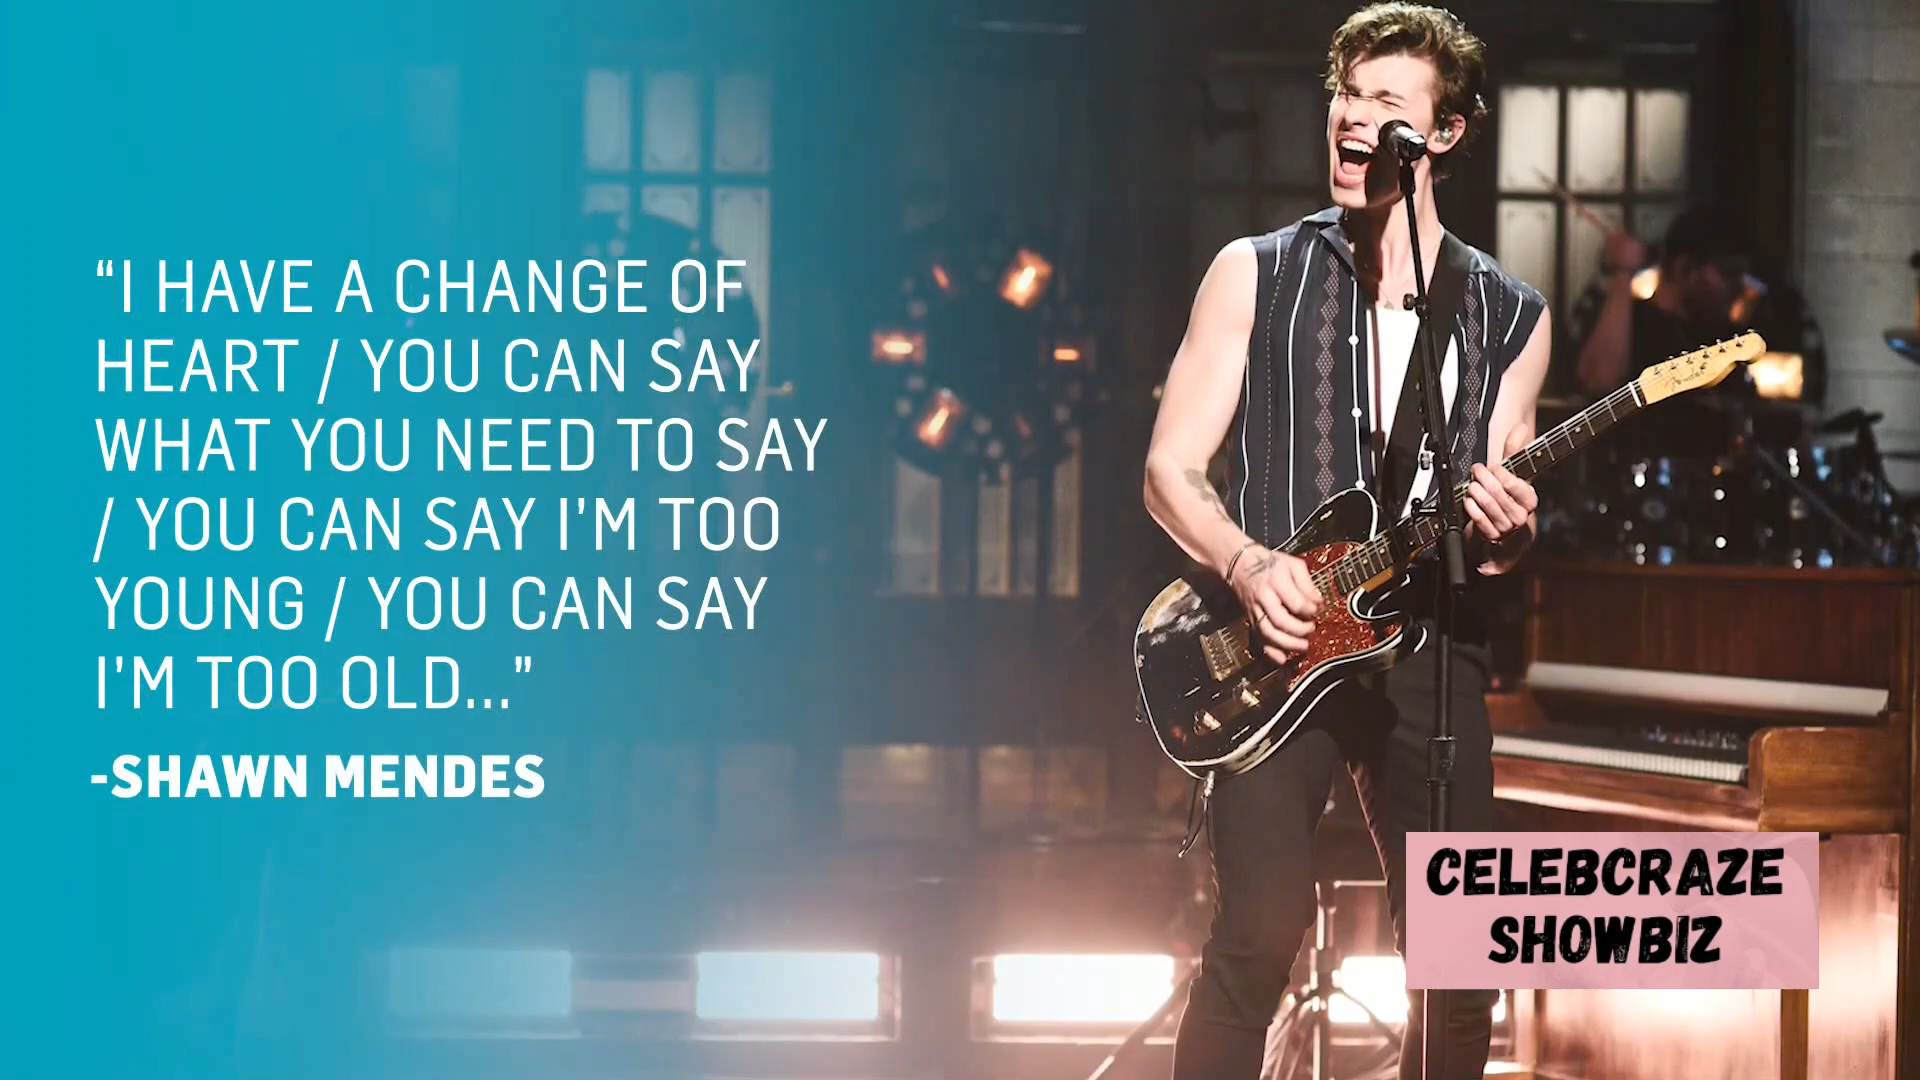 “I HAVE A CHANGE OF
HEART / YOU CAN SAY
WHAT YOU NEED TO SAY
/ YOU CAN SAY I’M TOO
YOUNG / YOU CAN SAY
I’M TOO OLD...”
-SHAWN MENDES
Fender
CELEBCRAZE
SHOWBIZ